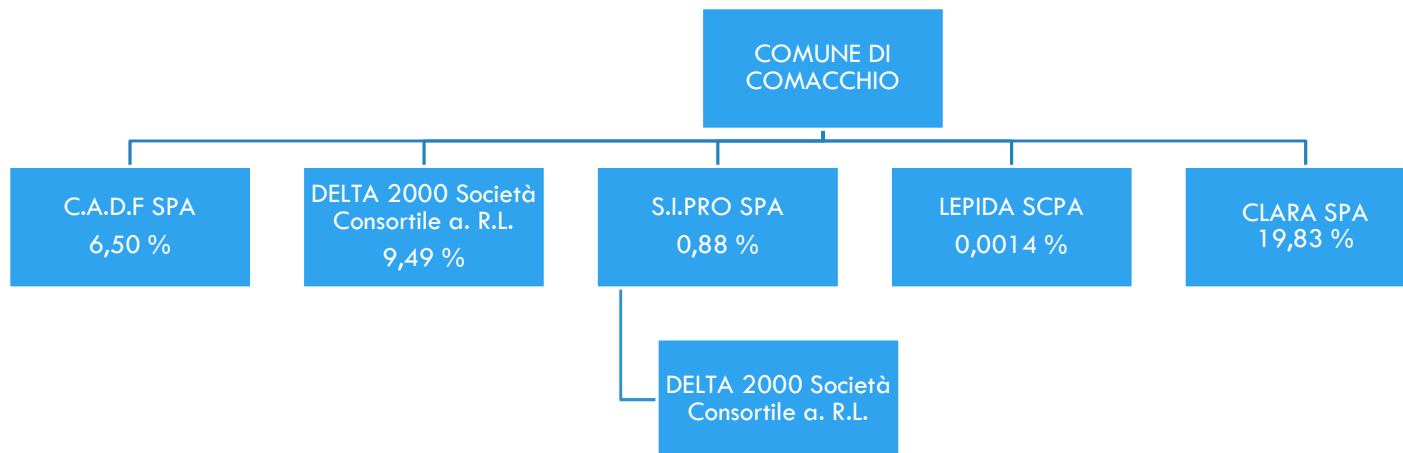 COMUNE DI
COMACCHIO
C.A.D.F SPA
6,50 %
DELTA 2000 Società
Consortile a. R.L.
9,49 %
S.I.PRO SPA
0,88 %
LEPIDA SCPA
0,0014 %
CLARA SPA
19,83 %
DELTA 2000 Società
Consortile a. R.L.